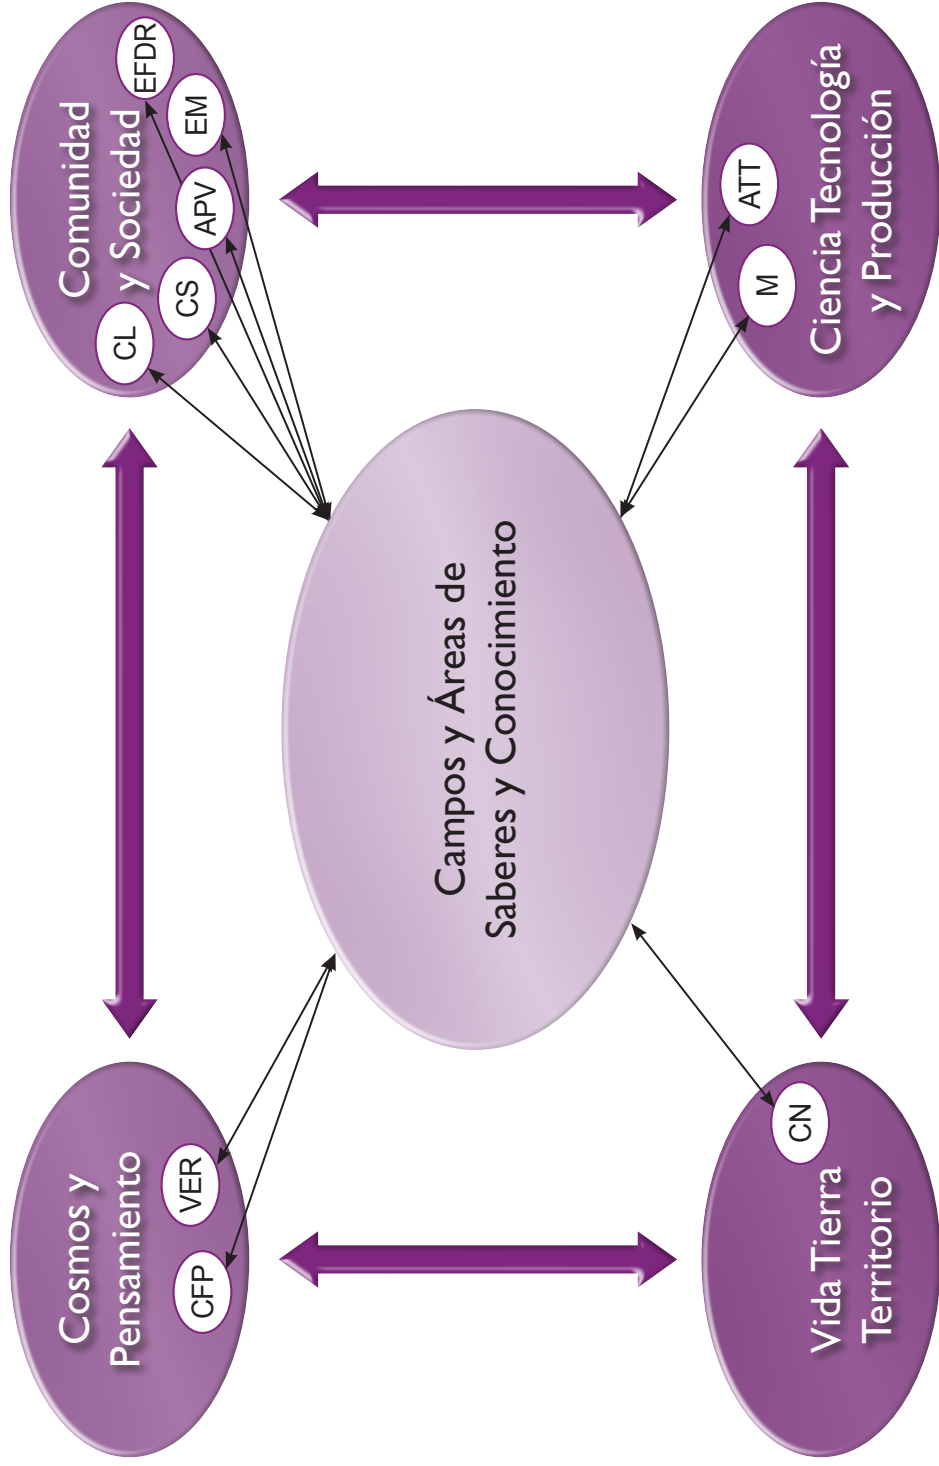 Cosmos y
Pensamiento
CFP
VER
Comunidad
y Sociedad
CL
CS
APV
EM
EFDR
Campos y Áreas de
Saberes y Conocimiento
Vida Tierra
Territorio
CN
M
ATT
Ciencia Tecnología
y Producción